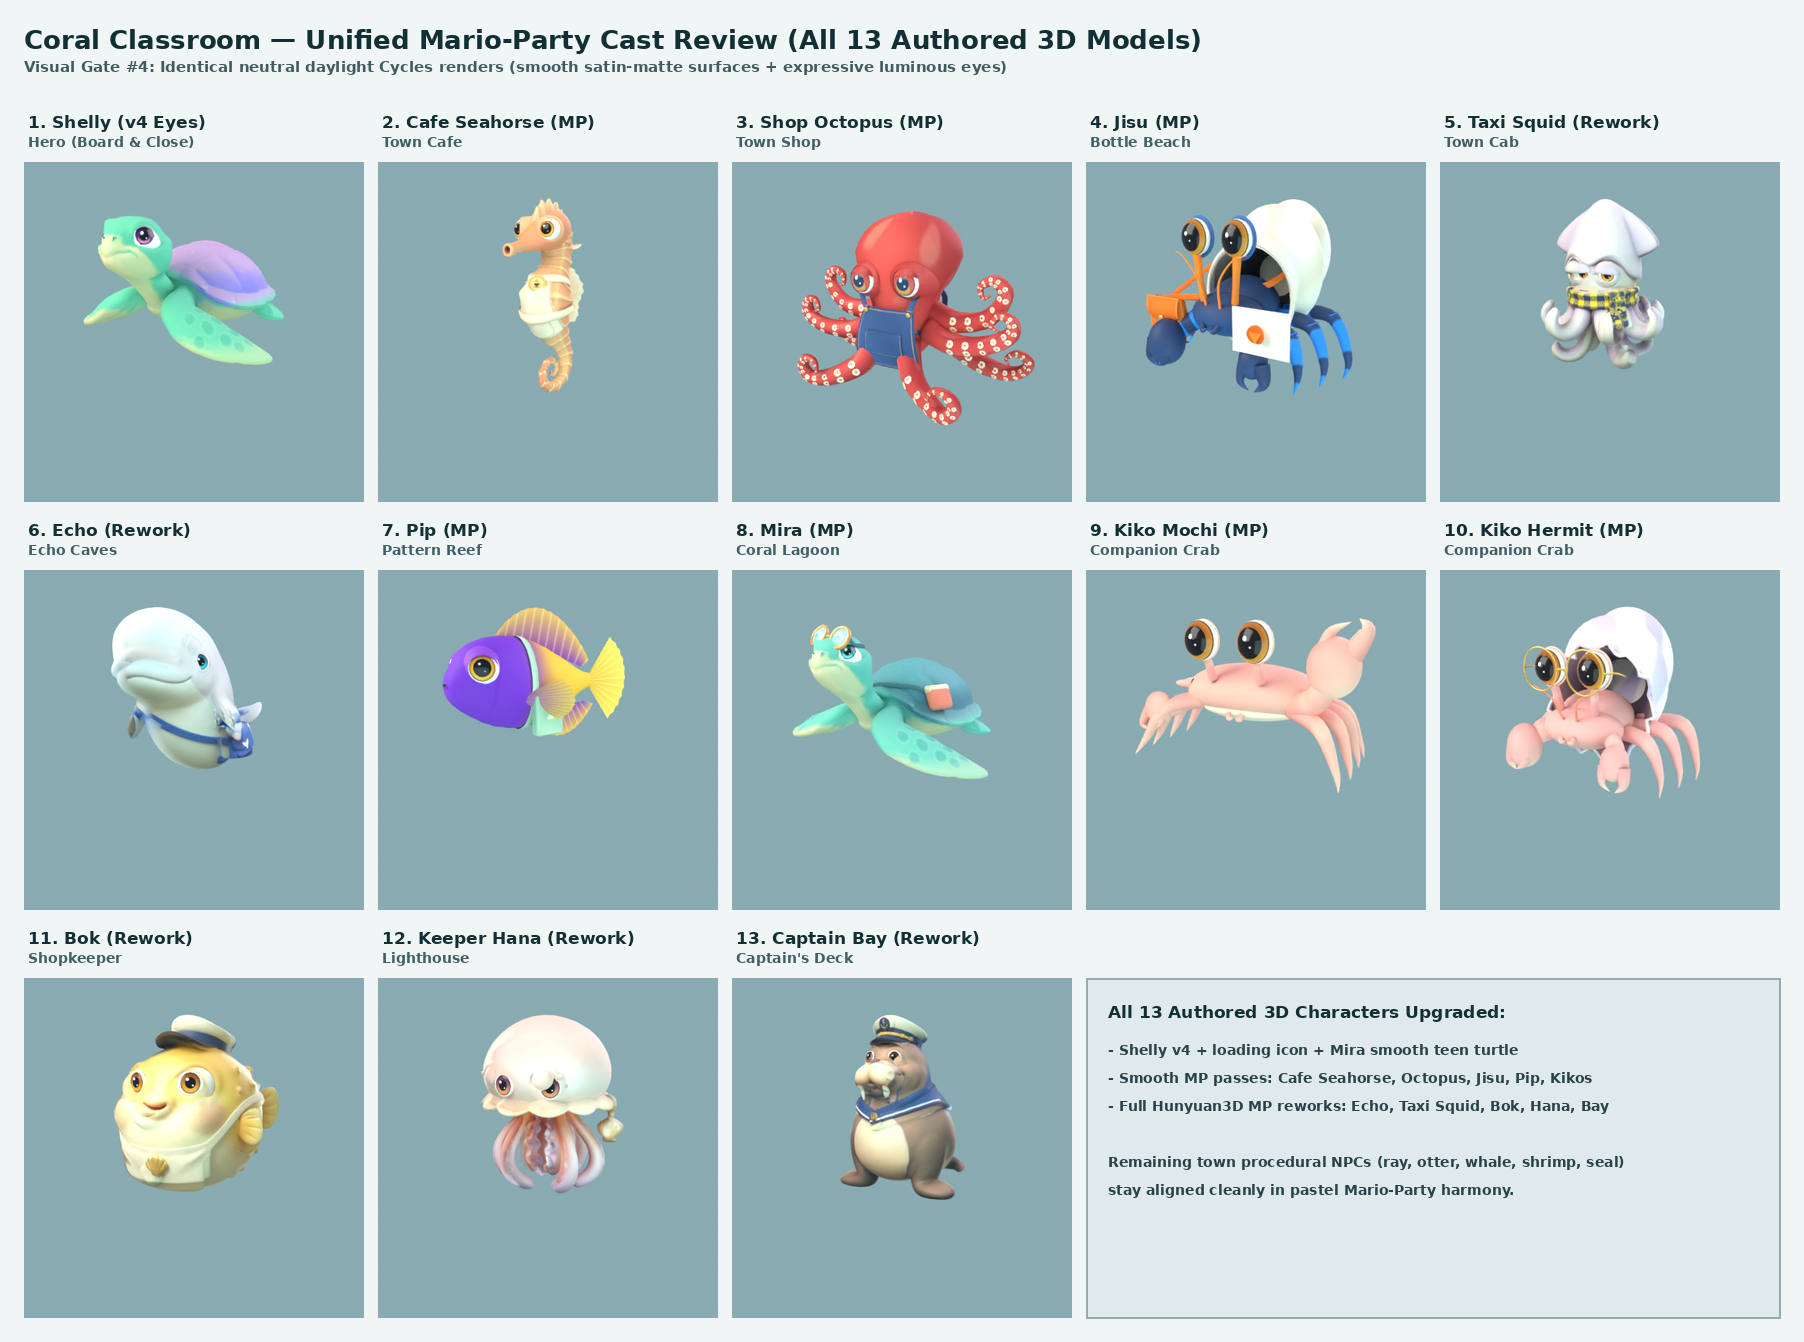 Coral Classroom — Unified Mario-Party Cast Review (All 13 Authored 3D Models)
Visual Gate #4: Identical neutral daylight Cycles renders (smooth satin-matte surfaces + expressive luminous eyes)
1. Shelly (v4 Eyes)
Hero (Board & Close)
2. Cafe Seahorse (MP)
Town Cafe
3. Shop Octopus (MP)
Town Shop
4. Jisu (MP)
Bottle Beach
5. Taxi Squid (Rework)
Town Cab
6. Echo (Rework)
Echo Caves
7. Pip (MP)
Pattern Reef
8. Mira (MP)
Coral Lagoon
9. Kiko Mochi (MP)
Companion Crab
10. Kiko Hermit (MP)
Companion Crab
11. Bok (Rework)
Shopkeeper
12. Keeper Hana (Rework)
Lighthouse
13. Captain Bay (Rework)
Captain's Deck
All 13 Authored 3D Characters Upgraded:
- Shelly v4 + loading icon + Mira smooth teen turtle
- Smooth MP passes: Cafe Seahorse, Octopus, Jisu, Pip, Kikos
- Full Hunyuan3D MP reworks: Echo, Taxi Squid, Bok, Hana, Bay
Remaining town procedural NPCs (ray, otter, whale, shrimp, seal)
stay aligned cleanly in pastel Mario-Party harmony.